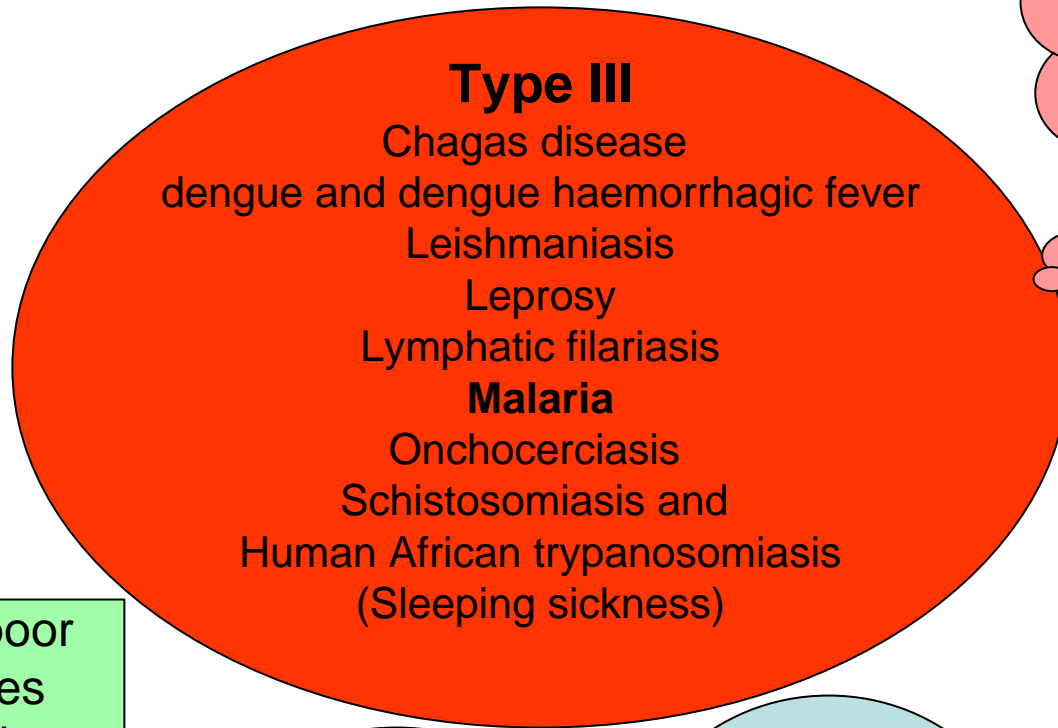 Type III
Chagas disease
dengue and dengue haemorrhagic fever
Leishmaniasis
Leprosy
Lymphatic filariasis
Malaria
Onchocerciasis
Schistosomiasis and
Human African trypanosomiasis
(Sleeping sickness)